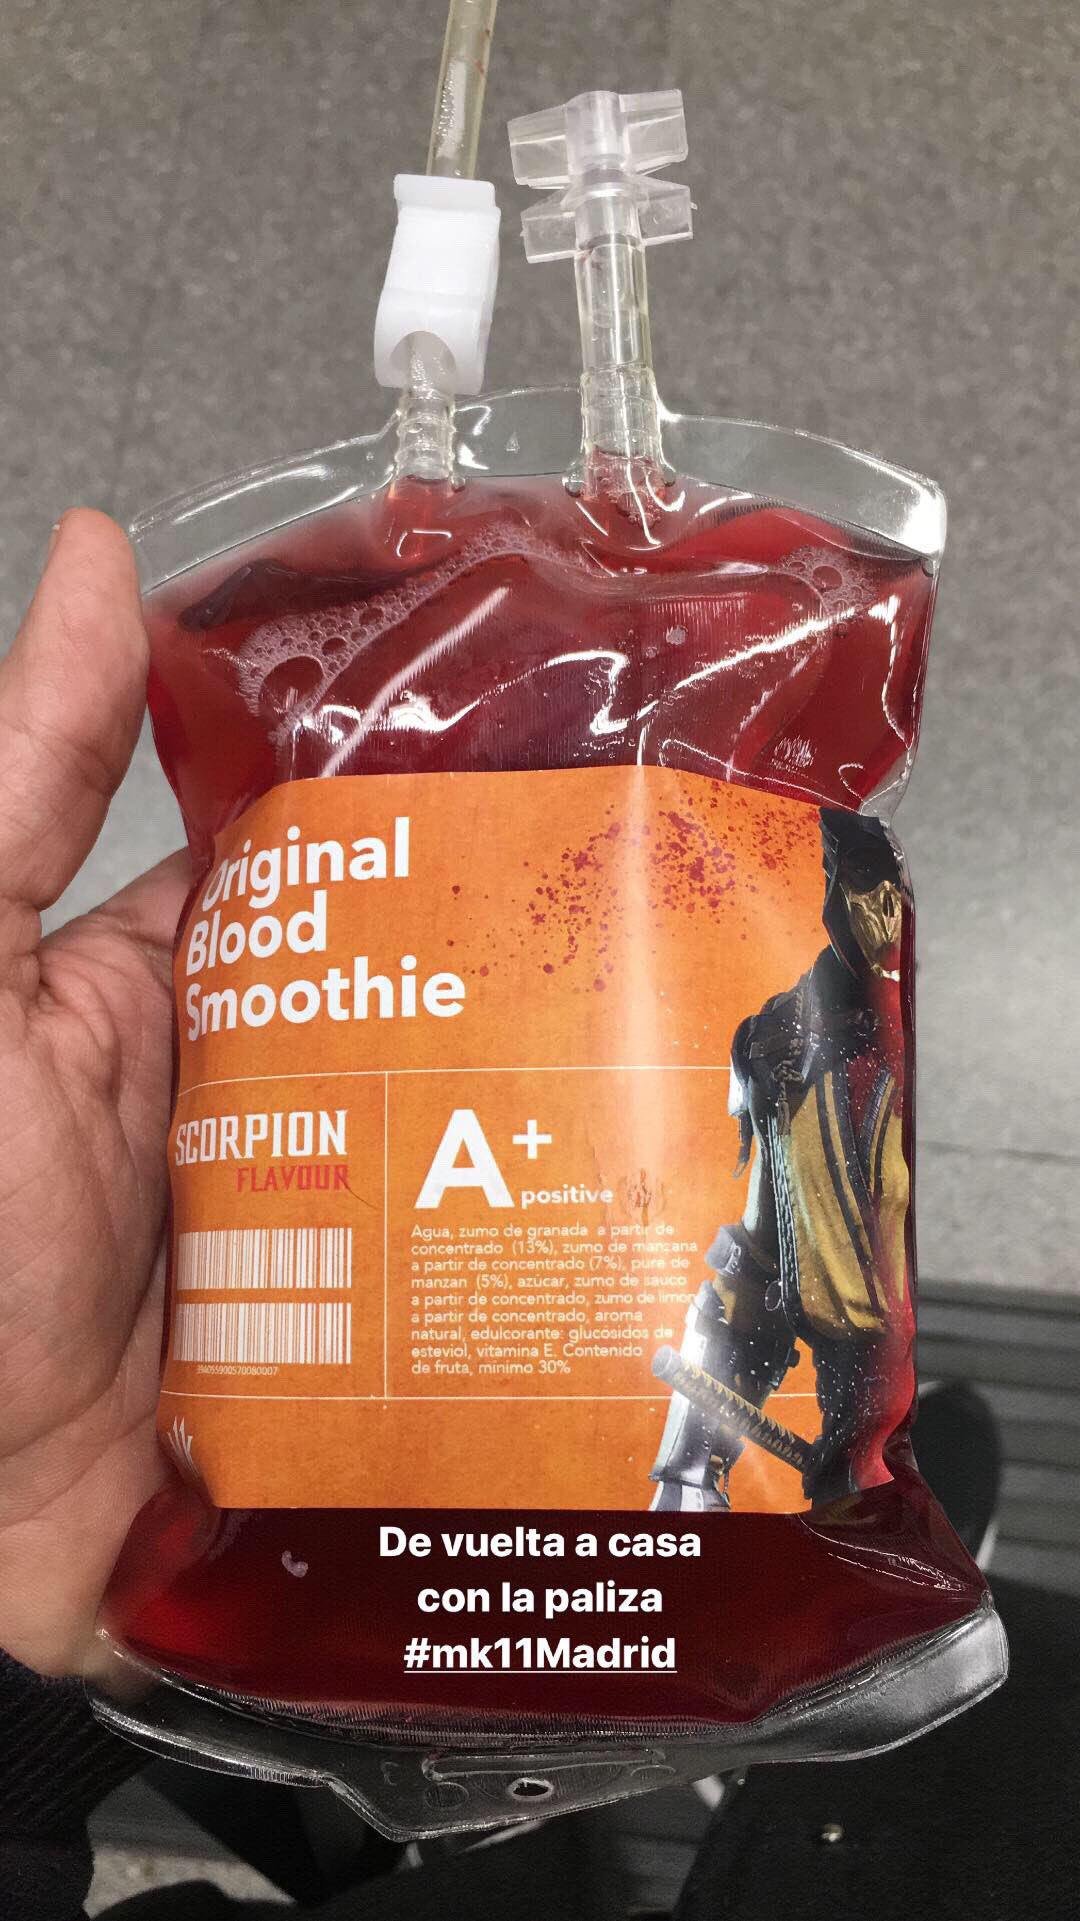 Original
Blood
Smoothie
SCORPION
FLAVOUR
A+
positive
Agua, zumo de granada a partir de
concentrado (13%), zumo de manzana
a partir de concentrado (7%), puré de
manzan (5%), azúcar, zumo de sauco
a partir de concentrado, zumo de limon
a partir de concentrado, aroma
natural, edulcorante: glucósidos de
esteviol, vitamina E. Contenido
de fruta, mínimo 30%
De vuelta a casa
con la paliza
#mk11Madrid